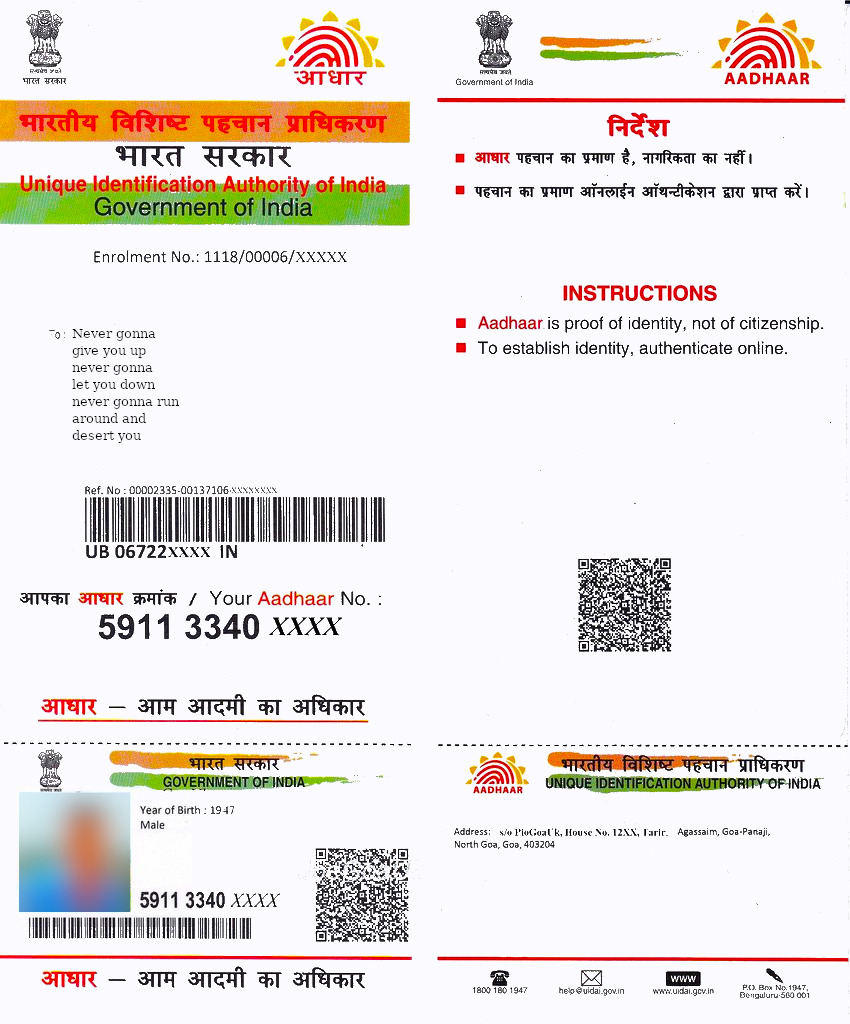 सत्यमेव जयते
भारत सरकार
आधार
भारतीय विशिष्ट पहचान प्राधिकरण
भारत सरकार
Unique Identification Authority of India
Government of India
Enrolment No.: 1118/00006/XXXXX
To: Never gonna
give you up
never gonna
let you down
never gonna run
around and
desert you
Ref. No : 00002335-00137106-XXXXXXXX
UB 06722XXXX IN
आपका आधार क्रमांक / Your Aadhaar No. :
5911 3340 XXXX
आधार — आम आदमी का अधिकार
सत्यमेव जयते
Government of India
AADHAAR
निर्देश
आधार पहचान का प्रमाण है, नागरिकता का नहीं।
पहचान का प्रमाण ऑनलाईन ऑथन्टीकेशन द्वारा प्राप्त करें।
INSTRUCTIONS
Aadhaar is proof of identity, not of citizenship.
To establish identity, authenticate online.
भारत सरकार
GOVERNMENT OF INDIA
Year of Birth : 1947
Male
5911 3340 XXXX
आधार — आम आदमी का अधिकार
AADHAAR
भारतीय विशिष्ट पहचान प्राधिकरण
UNIQUE IDENTIFICATION AUTHORITY OF INDIA
Address: s/o PioGoaUk, House No. 12XX, Agassaim, Goa-Panaji,
North Goa, Goa, 403204
1800 180 1947
help@uidai.gov.in
www
www.uidai.gov.in
P.O. Box No.1947,
Bengaluru-560 001